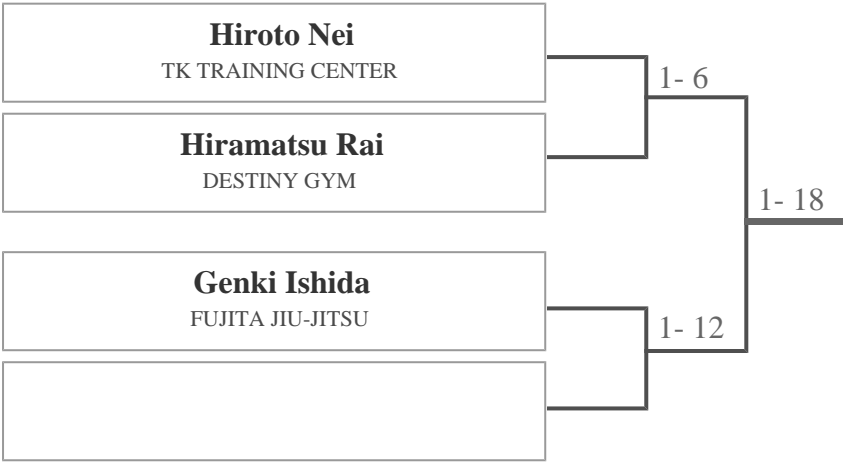 Hiroto Nei
TK TRAINING CENTER
1- 6
Hiramatsu Rai
DESTINY GYM
1- 18
Genki Ishida
FUJITA JIU-JITSU
1- 12